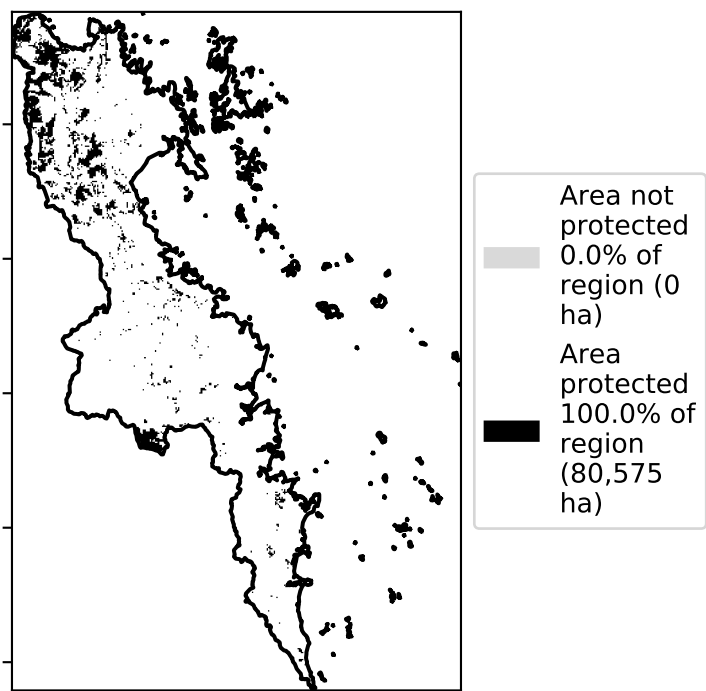 Area not
protected
0.0% of
region (0
ha)
Area
protected
100.0% of
region
(80,575
ha)